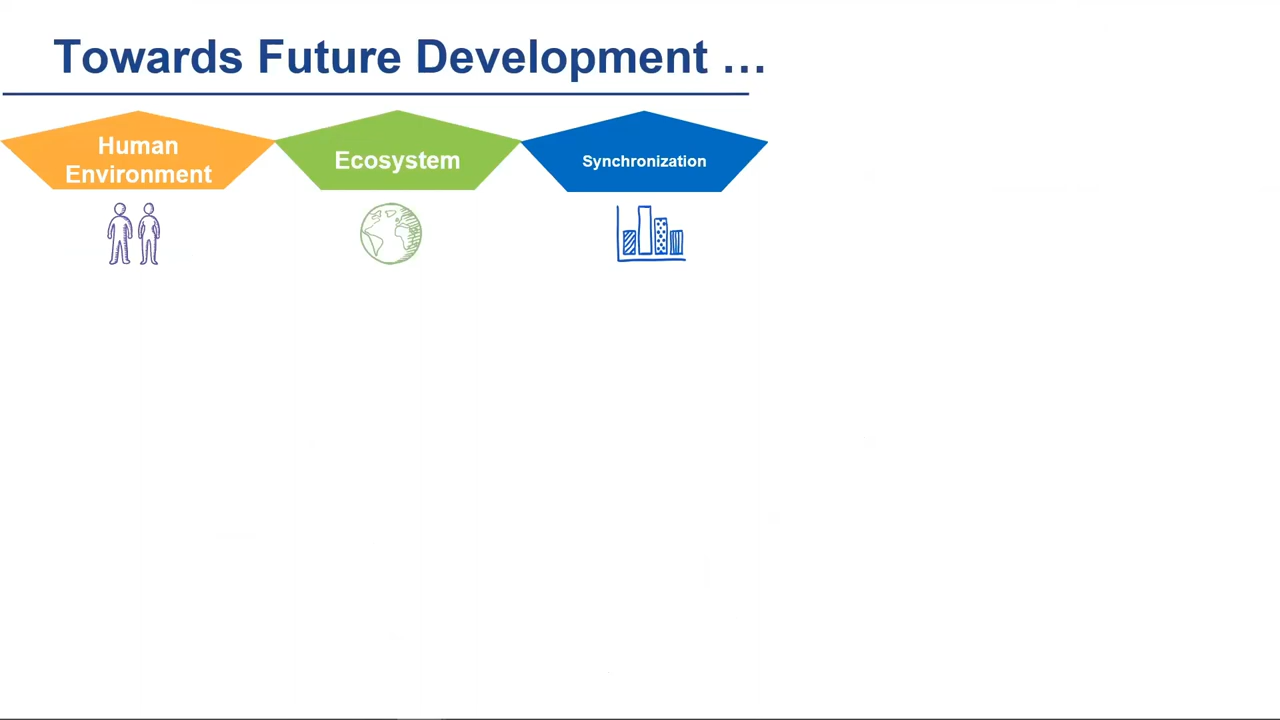 Towards Future Development …
Human
Environment
Ecosystem
Synchronization